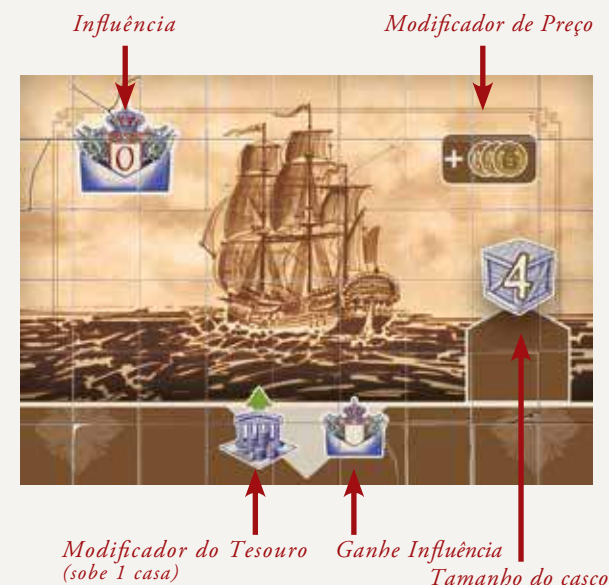 Influência
Modificador de Preço
0
+
4
Modificador do Tesouro
(sobe 1 casa)
Ganhe Influência
Tamanho do casco